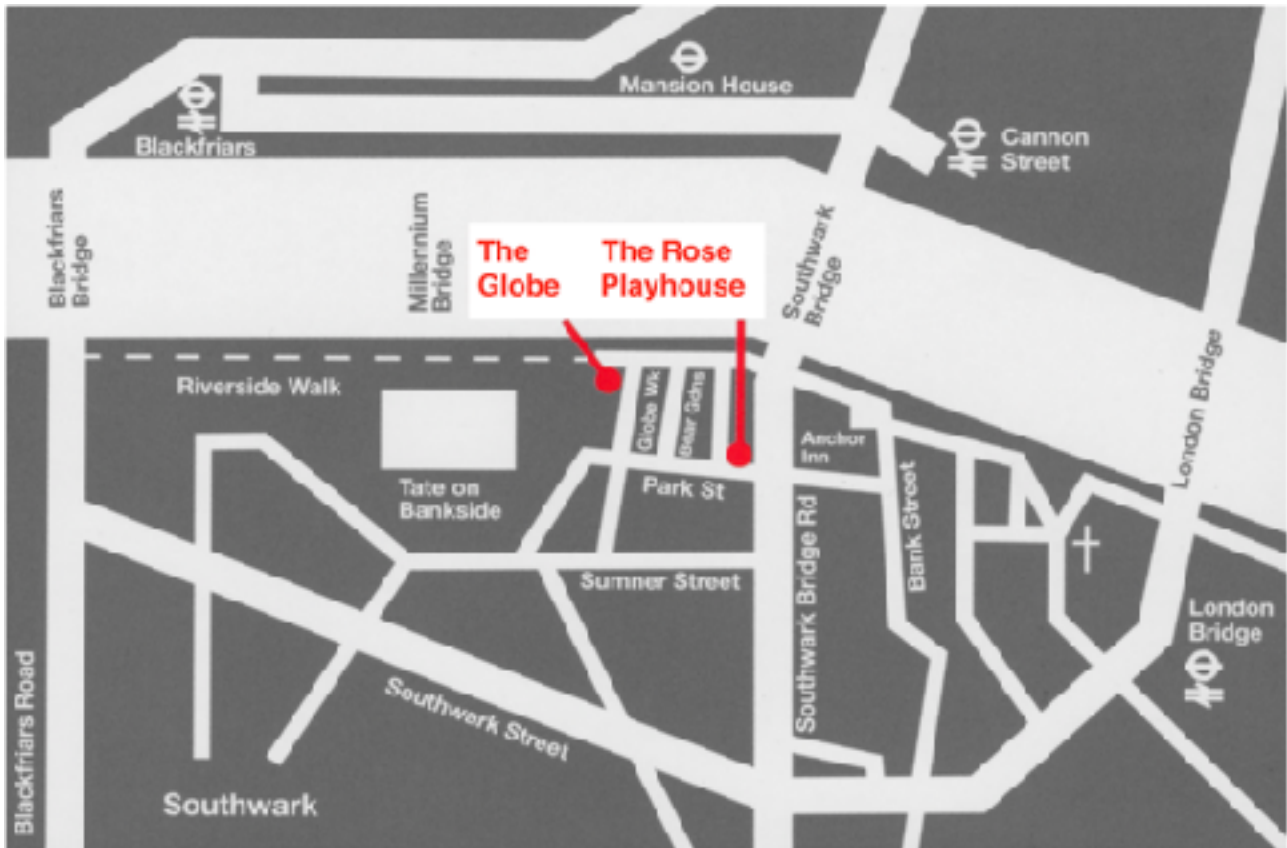 Mansion House
Blackfriars
Cannon
Street
Blackfriars
Bridge
Millennium
Bridge
The
Globe
The Rose
Playhouse
Southwark
Bridge
London Bridge
Riverside Walk
Globe Wk
Bear Gdns
Anchor
Inn
Tate on
Bankside
Park St
Bank Street
Sumner Street
Southwark Bridge Rd
London
Bridge
Blackfriars Road
Southwark Street
Southwark